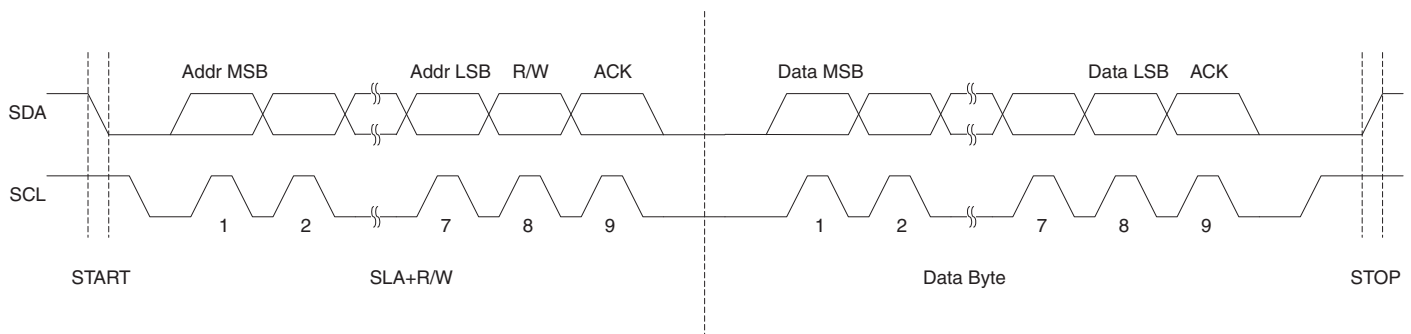 Addr MSB Addr LSB R/W ACK Data MSB Data LSB ACK
SDA
SCL
1 2 7 8 9 1 2 7 8 9
START SLA+R/W Data Byte STOP